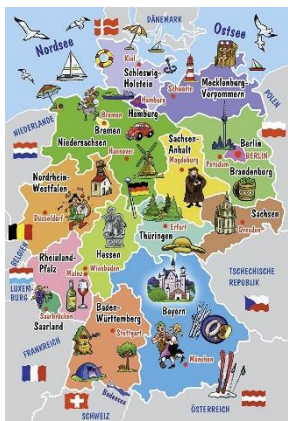 DÄNEMARK
Nordsee
Ostsee
Kiel
Schleswig-
Holstein
Mecklenburg-
Vorpommern
Schwerin
Hamburg
Hamburg
POLEN
NIEDERLANDE
Bremen
Bremen
Niedersachsen
Hannover
Sachsen-
Anhalt
Magdeburg
Berlin
BERLIN
Potsdam
Brandenburg
Nordrhein-
Westfalen
Düsseldorf
Sachsen
Dresden
Erfurt
Thüringen
BELGIEN
Hessen
Wiesbaden
Rheinland-
Pfalz
Mainz
LUXEM-
BURG
TSCHECHISCHE
REPUBLIK
Saarbrücken
Saarland
Baden-
Württemberg
Stuttgart
Bayern
München
FRANKREICH
Bodensee
SCHWEIZ
ÖSTERREICH